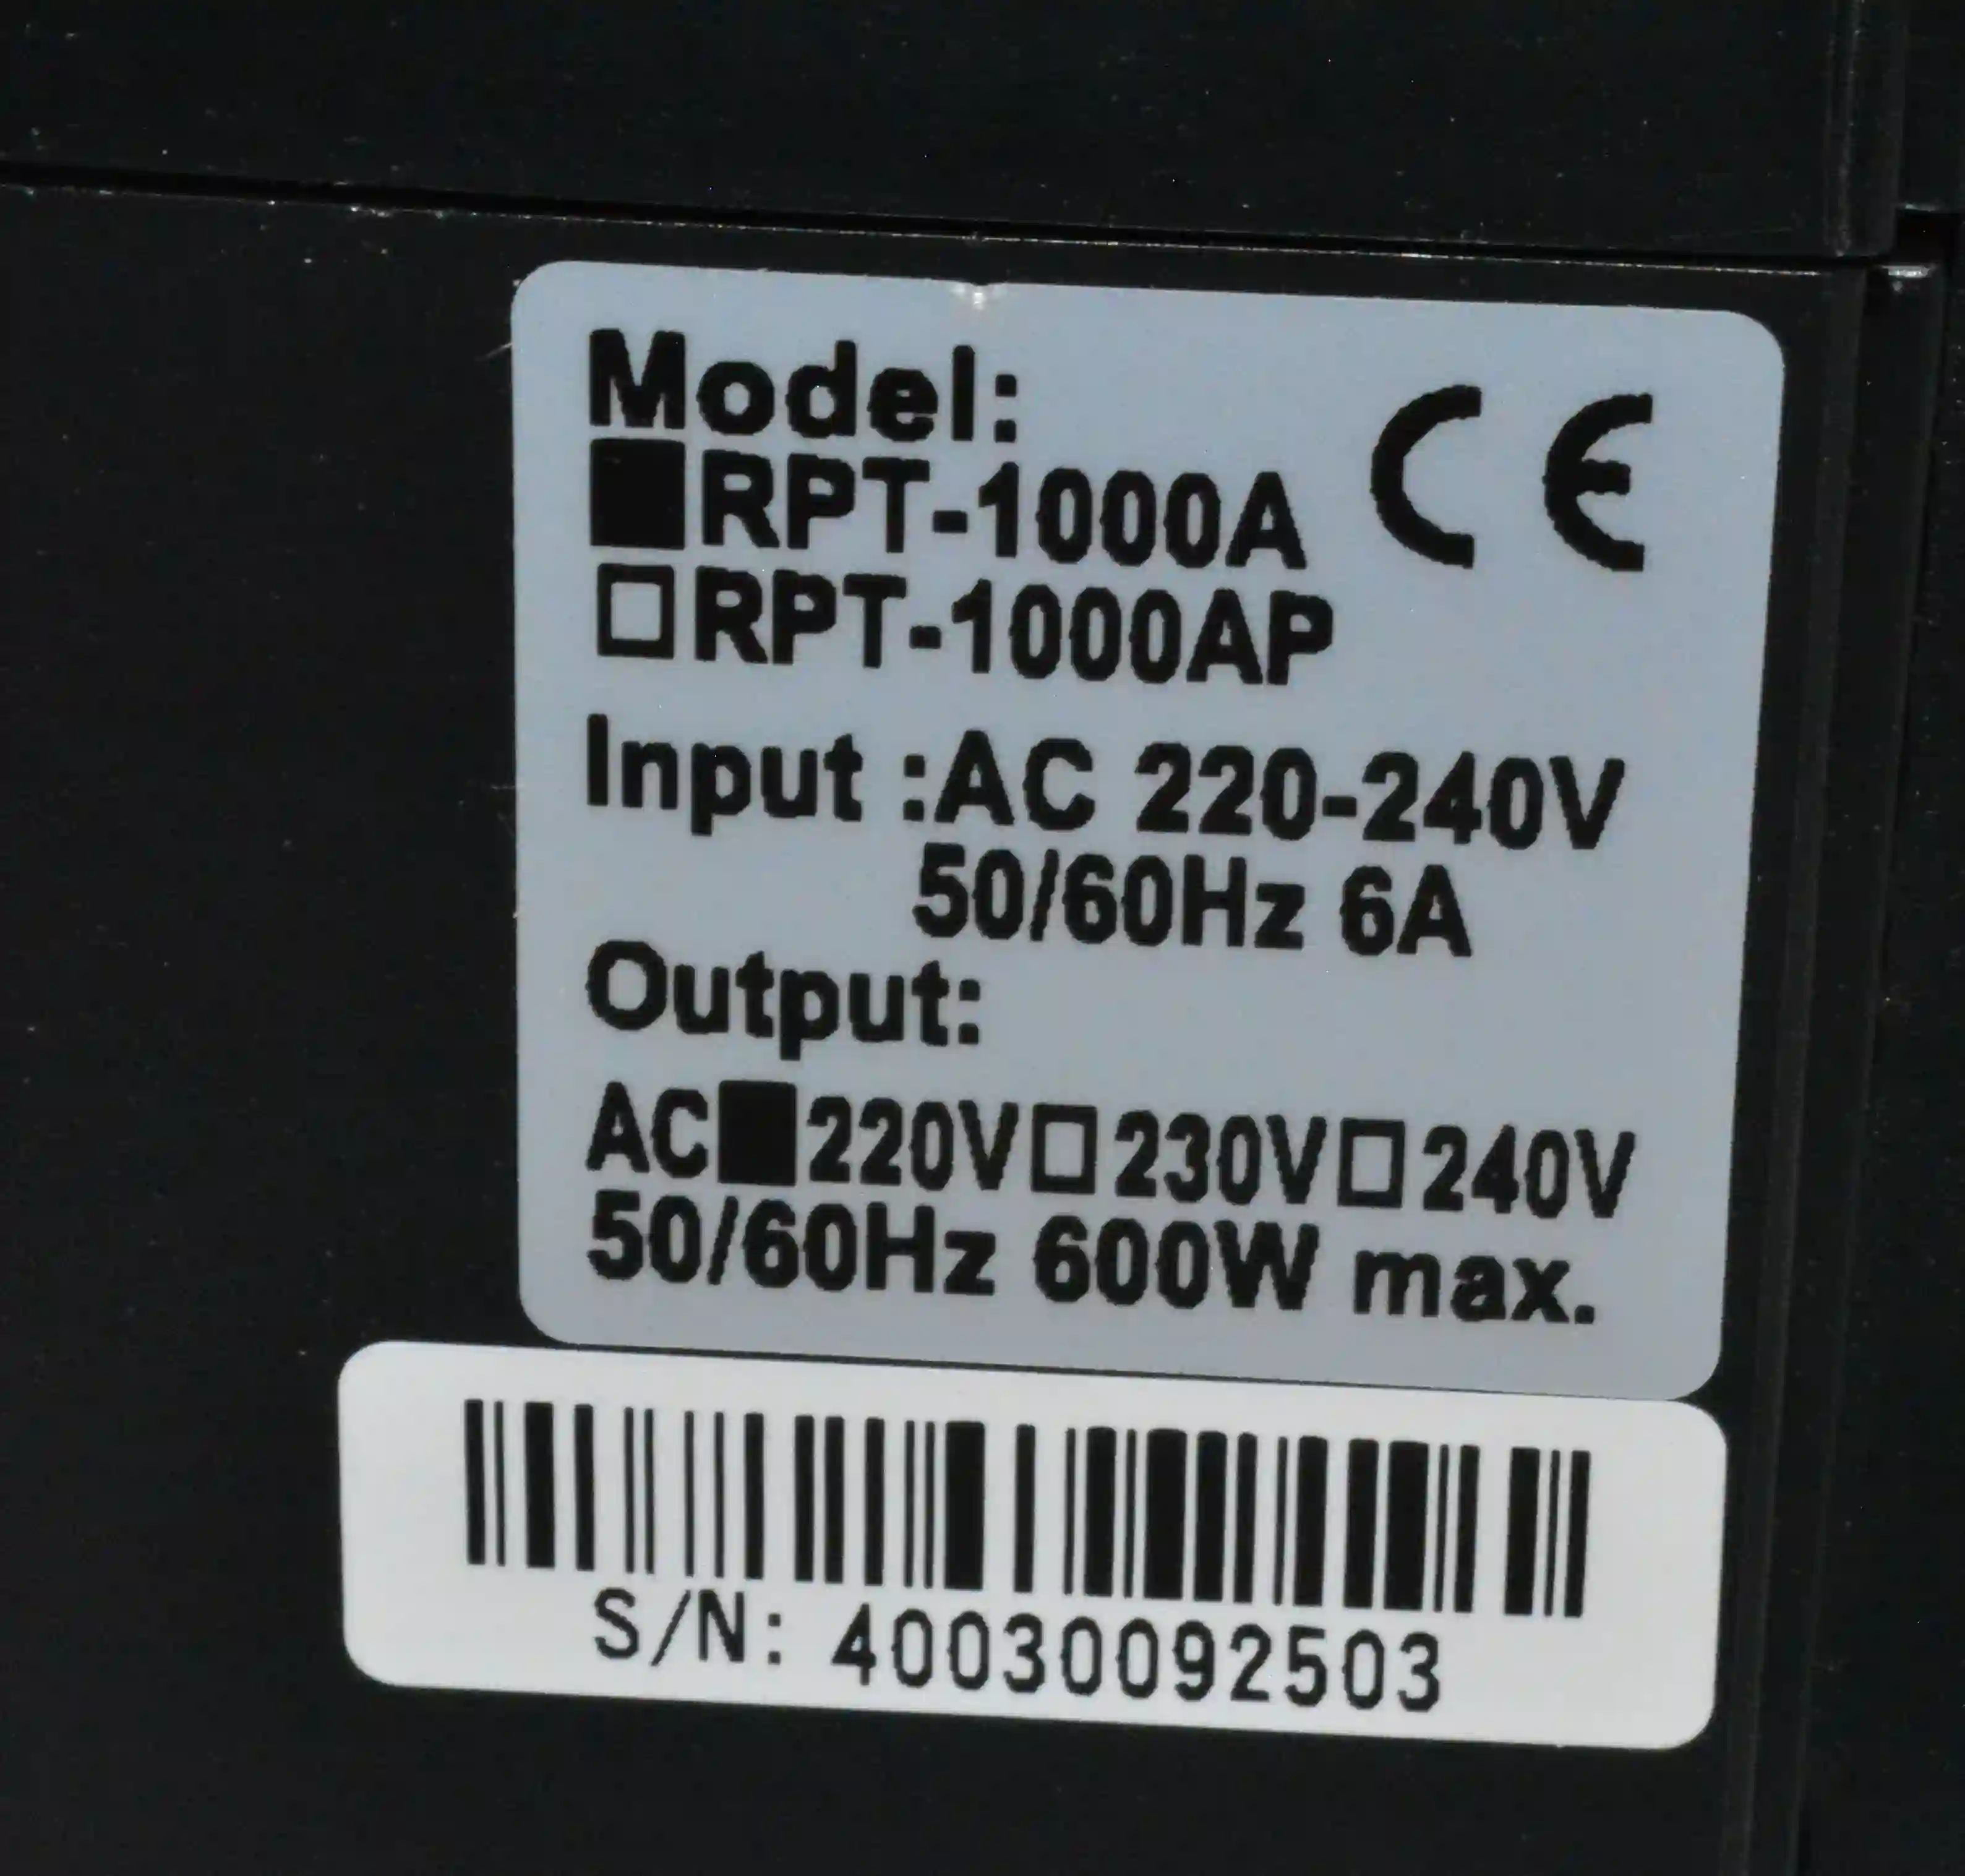 Model:
■RPT-1000A CE
□RPT-1000AP
Input :AC 220-240V
50/60Hz 6A
Output:
AC■220V□230V□240V
50/60Hz 600W max.
S/N: 40030092503